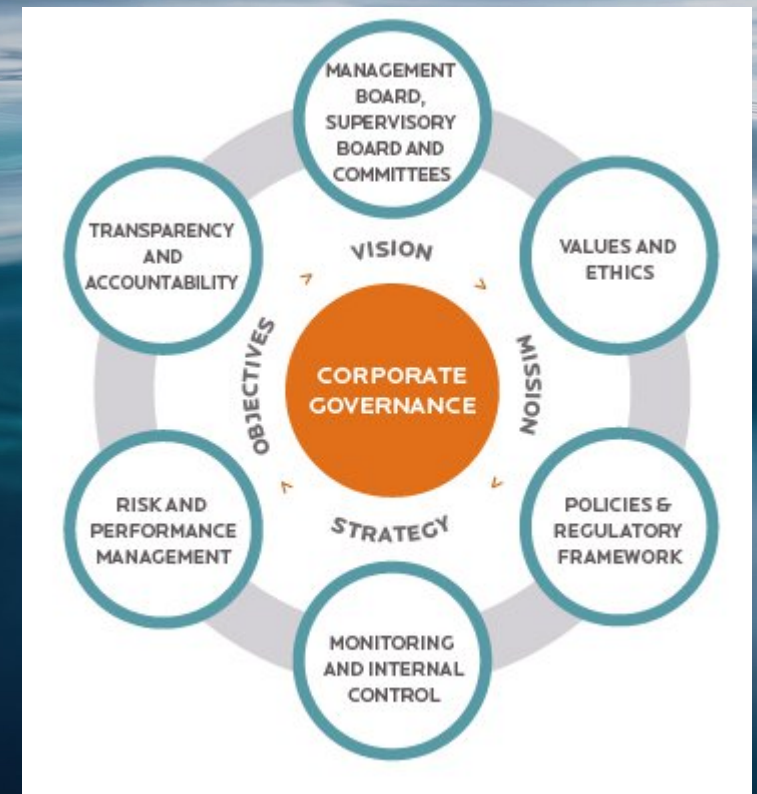 MANAGEMENT
BOARD,
SUPERVISORY
BOARD AND
COMMITTEES
TRANSPARENCY
AND
ACCOUNTABILITY
VALUES AND
ETHICS
VISION
OBJECTIVES
MISSION
CORPORATE
GOVERNANCE
STRATEGY
RISK AND
PERFORMANCE
MANAGEMENT
POLICIES &
REGULATORY
FRAMEWORK
MONITORING
AND INTERNAL
CONTROL